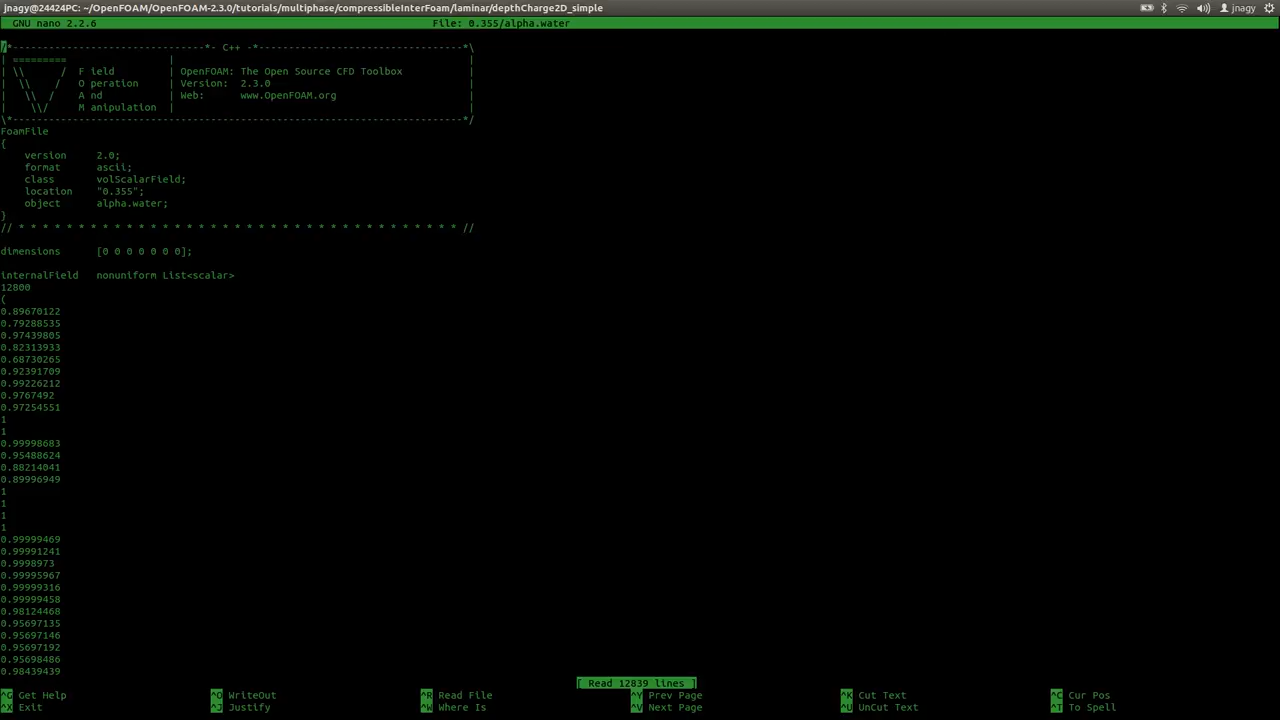 jnagy@24424PC: ~/OpenFOAM/OpenFOAM-2.3.0/tutorials/multiphase/compressibleInterFoam/laminar/depthCharge2D_simple
jnagy
GNU nano 2.2.6 File: 0.355/alpha.water
/*--------------------------------*- C++ -*----------------------------------*\
| ========= | |
| \\ / F ield | OpenFOAM: The Open Source CFD Toolbox |
| \\ / O peration | Version: 2.3.0 |
| \\ / A nd | Web: www.OpenFOAM.org |
| \\/ M anipulation | |
\*---------------------------------------------------------------------------*/
FoamFile
{
version 2.0;
format ascii;
class volScalarField;
location "0.355";
object alpha.water;
}
// * * * * * * * * * * * * * * * * * * * * * * * * * * * * * * * * * * * * * //
dimensions [0 0 0 0 0 0 0];
internalField nonuniform List<scalar>
12800
(
0.89670122
0.79288535
0.97439805
0.82313933
0.68730265
0.92391709
0.99226212
0.9767492
0.97254551
1
1
0.99998683
0.95488624
0.88214041
0.89996949
1
1
1
1
0.99999469
0.99991241
0.9998973
0.99995967
0.99999316
0.99999458
0.98124468
0.95697135
0.95697146
0.95697192
0.95698486
0.98439439
[ Read 12839 lines ]
^G Get Help ^O WriteOut ^R Read File ^Y Prev Page ^K Cut Text ^C Cur Pos
^X Exit ^J Justify ^W Where Is ^V Next Page ^U UnCut Text ^T To Spell